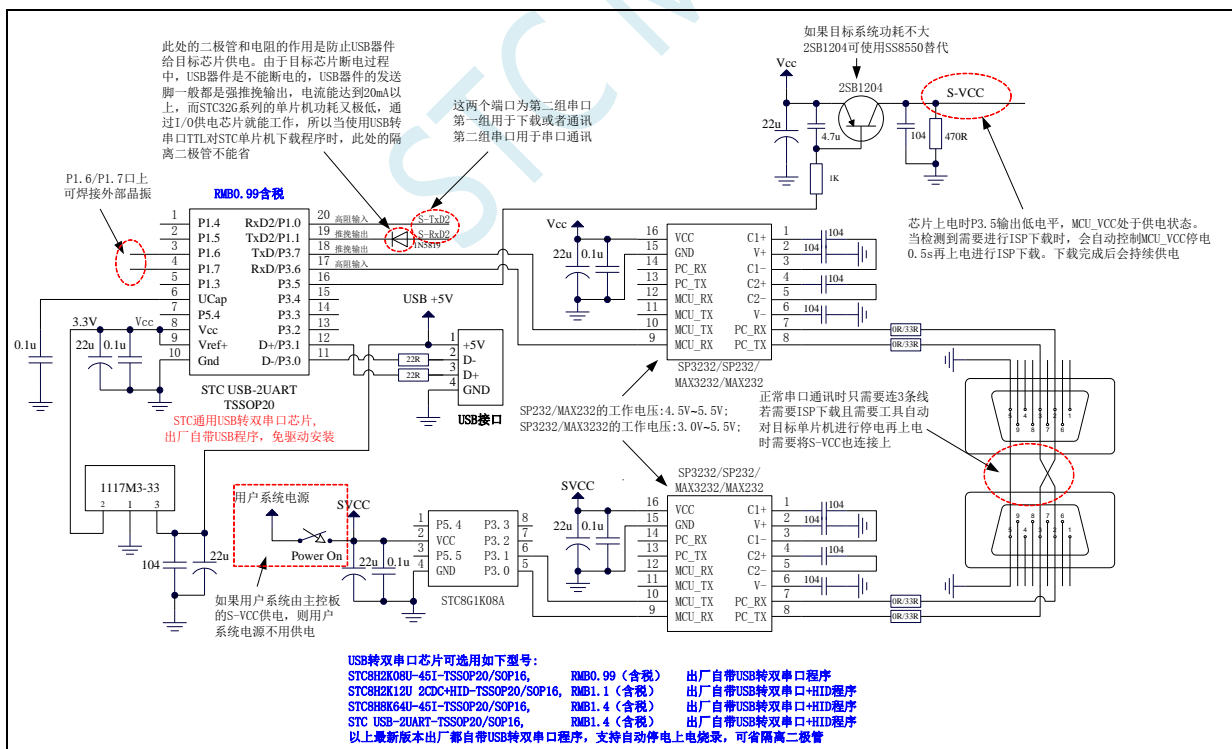 STC MCU
此处的二极管和电阻的作用是防止USB器件
给目标芯片供电。由于目标芯片断电过程
中，USB器件是不能断电的，USB器件的发送
脚一般都是强推挽输出，电流能达到20mA以
上，而STC32G系列的单片机功耗又极低，通
过I/O供电芯片就能工作，所以当使用USB转
串口TTL对STC单片机下载程序时，此处的隔
离二极管不能省
这两个端口为第二组串口
第一组用于下载或者通讯
第二组串口用于串口通讯
如果目标系统功耗不大
2SB1204可使用SS8550替代
Vcc
2SB1204
S-VCC
22u
4.7u
104
470R
1K
芯片上电时P3.5输出低电平，MCU_VCC处于供电状态。
当检测到需要进行ISP下载时，会自动控制MCU_VCC停电
0.5s再上电进行ISP下载。下载完成后会持续供电
P1.6/P1.7口上
可焊接外部晶振
RMB0.99含税
1 P1.4 RxD2/P1.0 20 高阻输入 S-TxD2
2 P1.5 TxD2/P1.1 19 推挽输出 S-RxD2
1N5819
3 P1.6 TxD/P3.7 18 推挽输出
4 P1.7 RxD/P3.6 17 高阻输入
5 P1.3 P3.5 16
6 UCap P3.4 15
7 P5.4 P3.3 14
8 Vcc P3.2 13
9 Vref+ D+/P3.1 12
10 Gnd D-/P3.0 11
STC USB-2UART
TSSOP20
STC通用USB转双串口芯片,
出厂自带USB程序，免驱动安装
3.3V
Vcc
0.1u
22u
0.1u
USB +5V
22R
22R
1 +5V
2 D-
3 D+
4 GND
USB接口
Vcc
22u
0.1u
16 VCC C1+ 1
15 GND V+ 2
14 PC_RX C1- 3
13 PC_TX C2+ 4
12 MCU_RX C2- 5
11 MCU_TX V- 6
10 MCU_TX PC_RX 7
9 MCU_RX PC_TX 8
104
104
104
104
0R/33R
0R/33R
SP3232/SP232/
MAX3232/MAX232
SP232/MAX232的工作电压:4.5V~5.5V;
SP3232/MAX3232的工作电压:3.0V~5.5V;
正常串口通讯时只需要连3条线
若需要ISP下载且需要工具自动
对目标单片机进行停电再上电
时需要将S-VCC也连接上
5 4 3 2 1
9 8 7 6
9 8 7 6
5 4 3 2 1
1117M3-33
2 1 3
104
22u
用户系统电源
Power On
SVCC
22u
0.1u
如果用户系统由主控板
的S-VCC供电，则用户
系统电源不用供电
1 P5.4 P3.3 8
2 VCC P3.2 7
3 P5.5 P3.1 6
4 GND P3.0 5
STC8G1K08A
SP3232/SP232/
MAX3232/MAX232
SVCC
22u
0.1u
16 VCC C1+ 1
15 GND V+ 2
14 PC_RX C1- 3
13 PC_TX C2+ 4
12 MCU_RX C2- 5
11 MCU_TX V- 6
10 MCU_TX PC_RX 7
9 MCU_RX PC_TX 8
104
104
104
104
0R/33R
0R/33R
USB转双串口芯片可选用如下型号:
STC8H2K08U-45I-TSSOP20/SOP16, RMB0.99（含税） 出厂自带USB转双串口程序
STC8H2K12U 2CDC+HID-TSSOP20/SOP16, RMB1.1（含税） 出厂自带USB转双串口+HID程序
STC8H8K64U-45I-TSSOP20/SOP16, RMB1.4（含税） 出厂自带USB转双串口+HID程序
STC USB-2UART-TSSOP20/SOP16, RMB1.4（含税） 出厂自带USB转双串口+HID程序
以上最新版本出厂都自带USB转双串口程序，支持自动停电上电烧录，可省隔离二极管